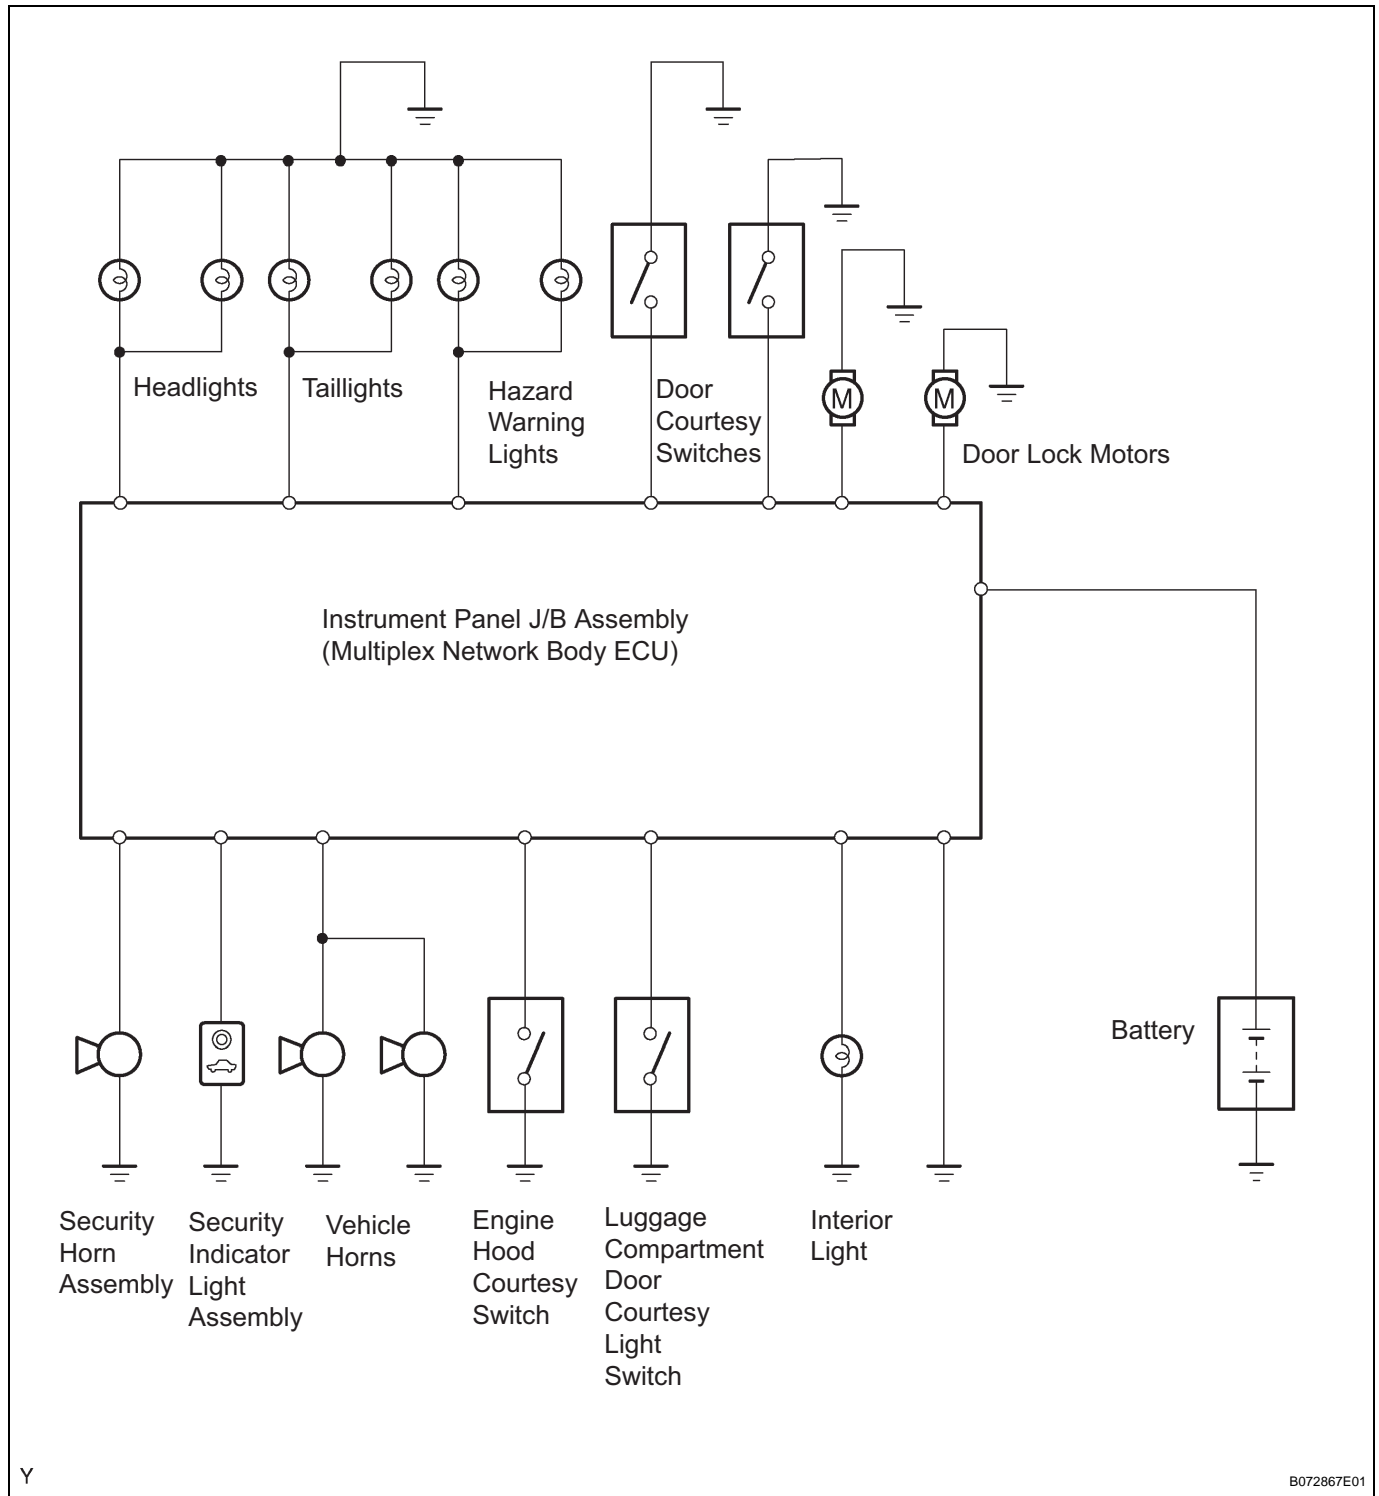 Headlights
Taillights
Hazard
Warning
Lights
Door
Courtesy
Switches
M
M
Door Lock Motors
Instrument Panel J/B Assembly
(Multiplex Network Body ECU)
Battery
Security
Horn
Assembly
Security
Indicator
Light
Assembly
Vehicle
Horns
Engine
Hood
Courtesy
Switch
Luggage
Compartment
Door
Courtesy
Light
Switch
Interior
Light
Y
B072867E01